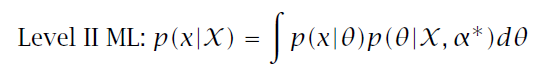 Level II ML: p(x|X) = ∫ p(x|θ)p(θ|X, α*)dθ